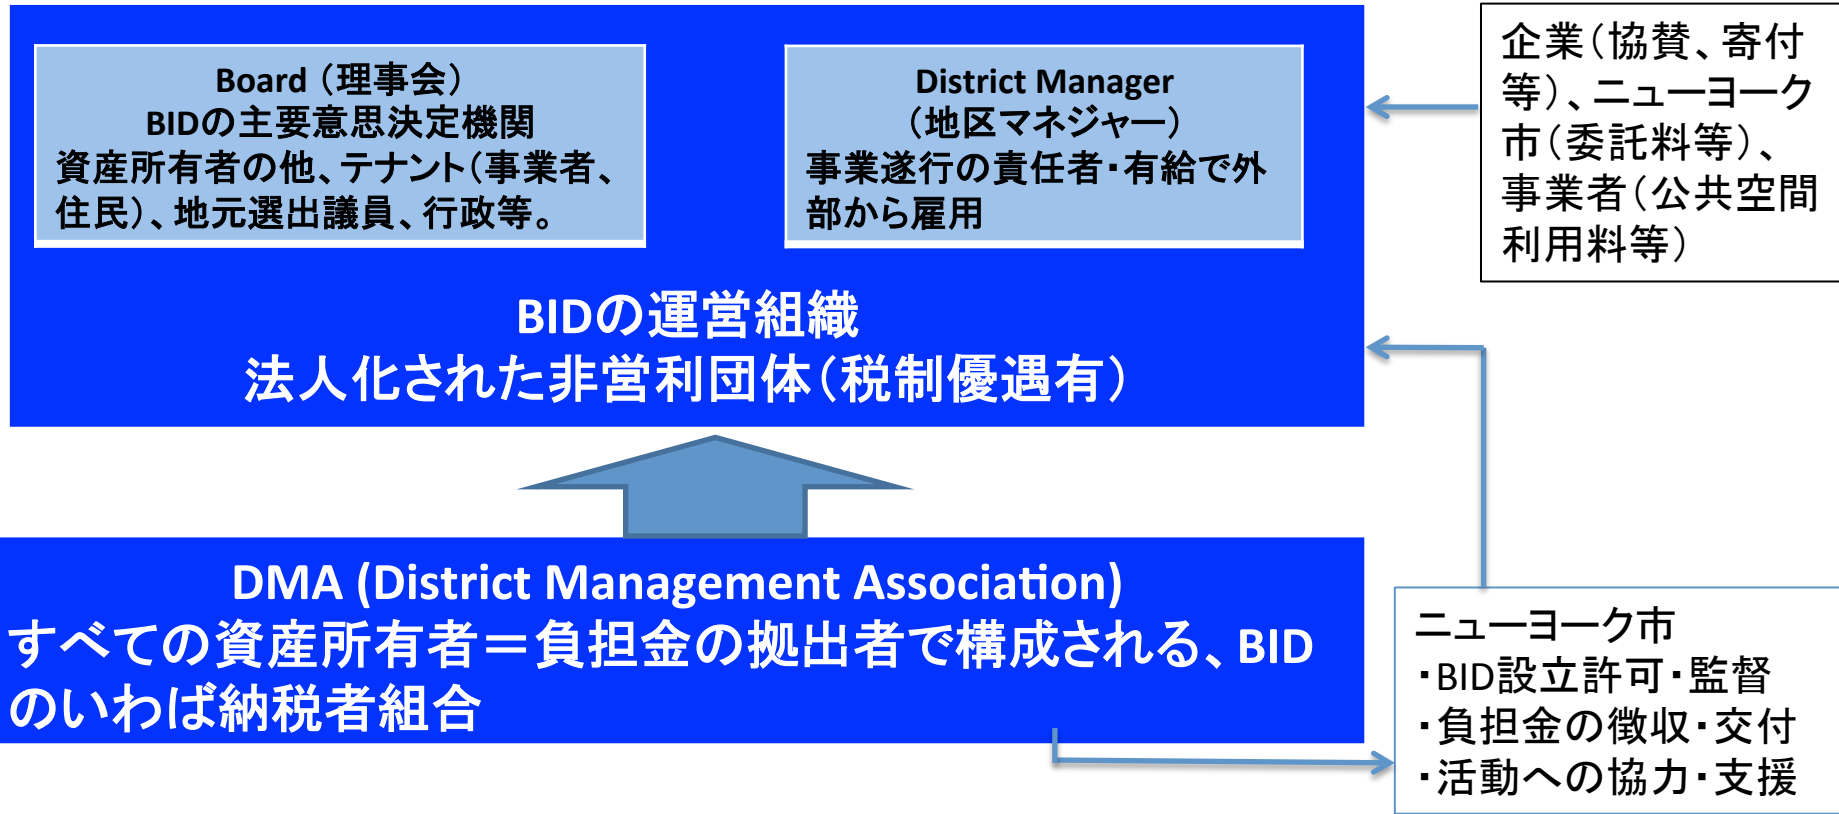 Board（理事会）
BIDの主要意思決定機関
資産所有者の他、テナント（事業者、
住民）、地元選出議員、行政等。
District Manager
（地区マネジャー）
事業遂行の責任者・有給で外
部から雇用
企業（協賛、寄付
等）、ニューヨーク
市（委託料等）、
事業者（公共空間
利用料等）
BIDの運営組織
法人化された非営利団体（税制優遇有）
DMA (District Management Association)
すべての資産所有者＝負担金の拠出者で構成される、BID
のいわば納税者組合
ニューヨーク市
・BID設立許可・監督
・負担金の徴収・交付
・活動への協力・支援